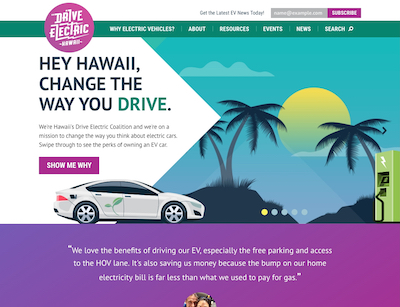 DRIVE
ELECTRIC
HAWAII
Get the Latest EV News Today!
name@example.com
SUBSCRIBE
WHY ELECTRIC VEHICLES?
ABOUT
RESOURCES
EVENTS
NEWS
SEARCH
HEY HAWAII,
CHANGE THE
WAY YOU DRIVE.
We're Hawaii's Drive Electric Coalition and we're on a
mission to change the way you think about electric cars.
Swipe through to see the perks of owning an EV car.
SHOW ME WHY
“We love the benefits of driving our EV, especially the free parking and access
to the HOV lane. It's also saving us money because the bump on our home
electricity bill is far less than what we used to pay for gas.”